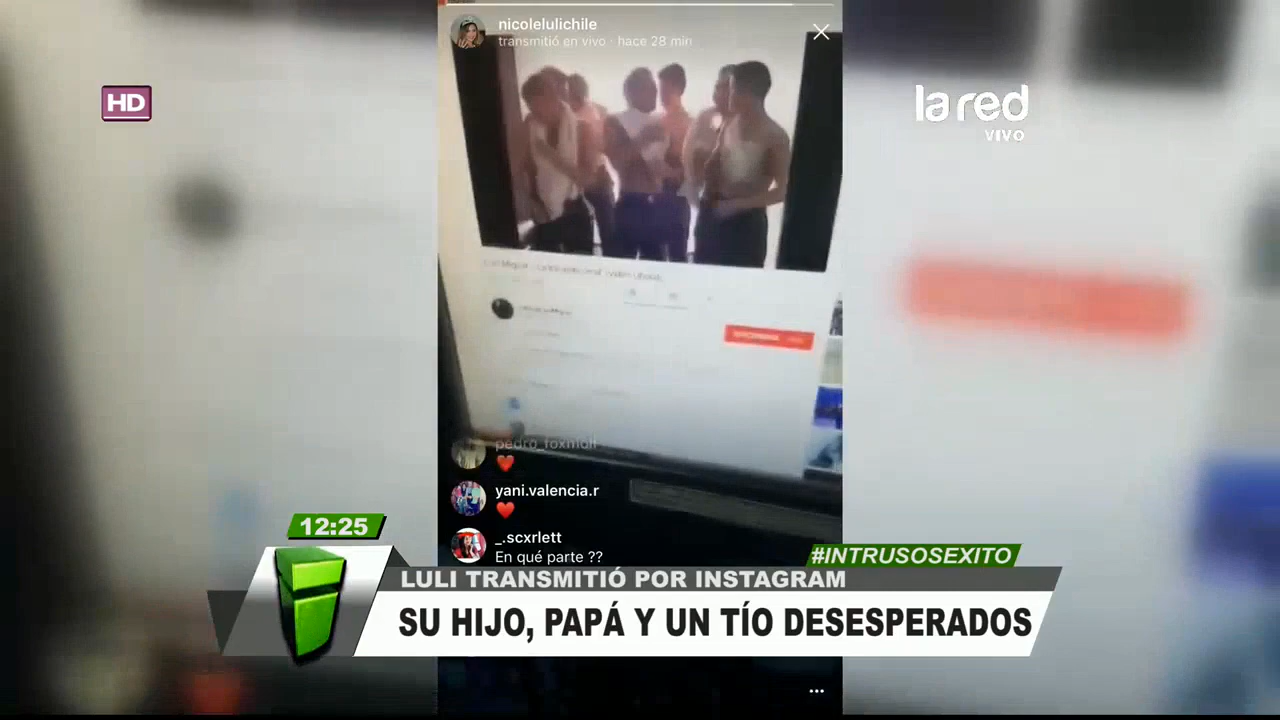 nicolelulichile
transmitió en vivo · hace 28 min
HD
la red
VIVO
pedro_foxmoll
yani.valencia.r
_.scxrlett
En qué parte ??
12:25
#INTRUSOSEXITO
LULI TRANSMITIÓ POR INSTAGRAM
SU HIJO, PAPÁ Y UN TÍO DESESPERADOS